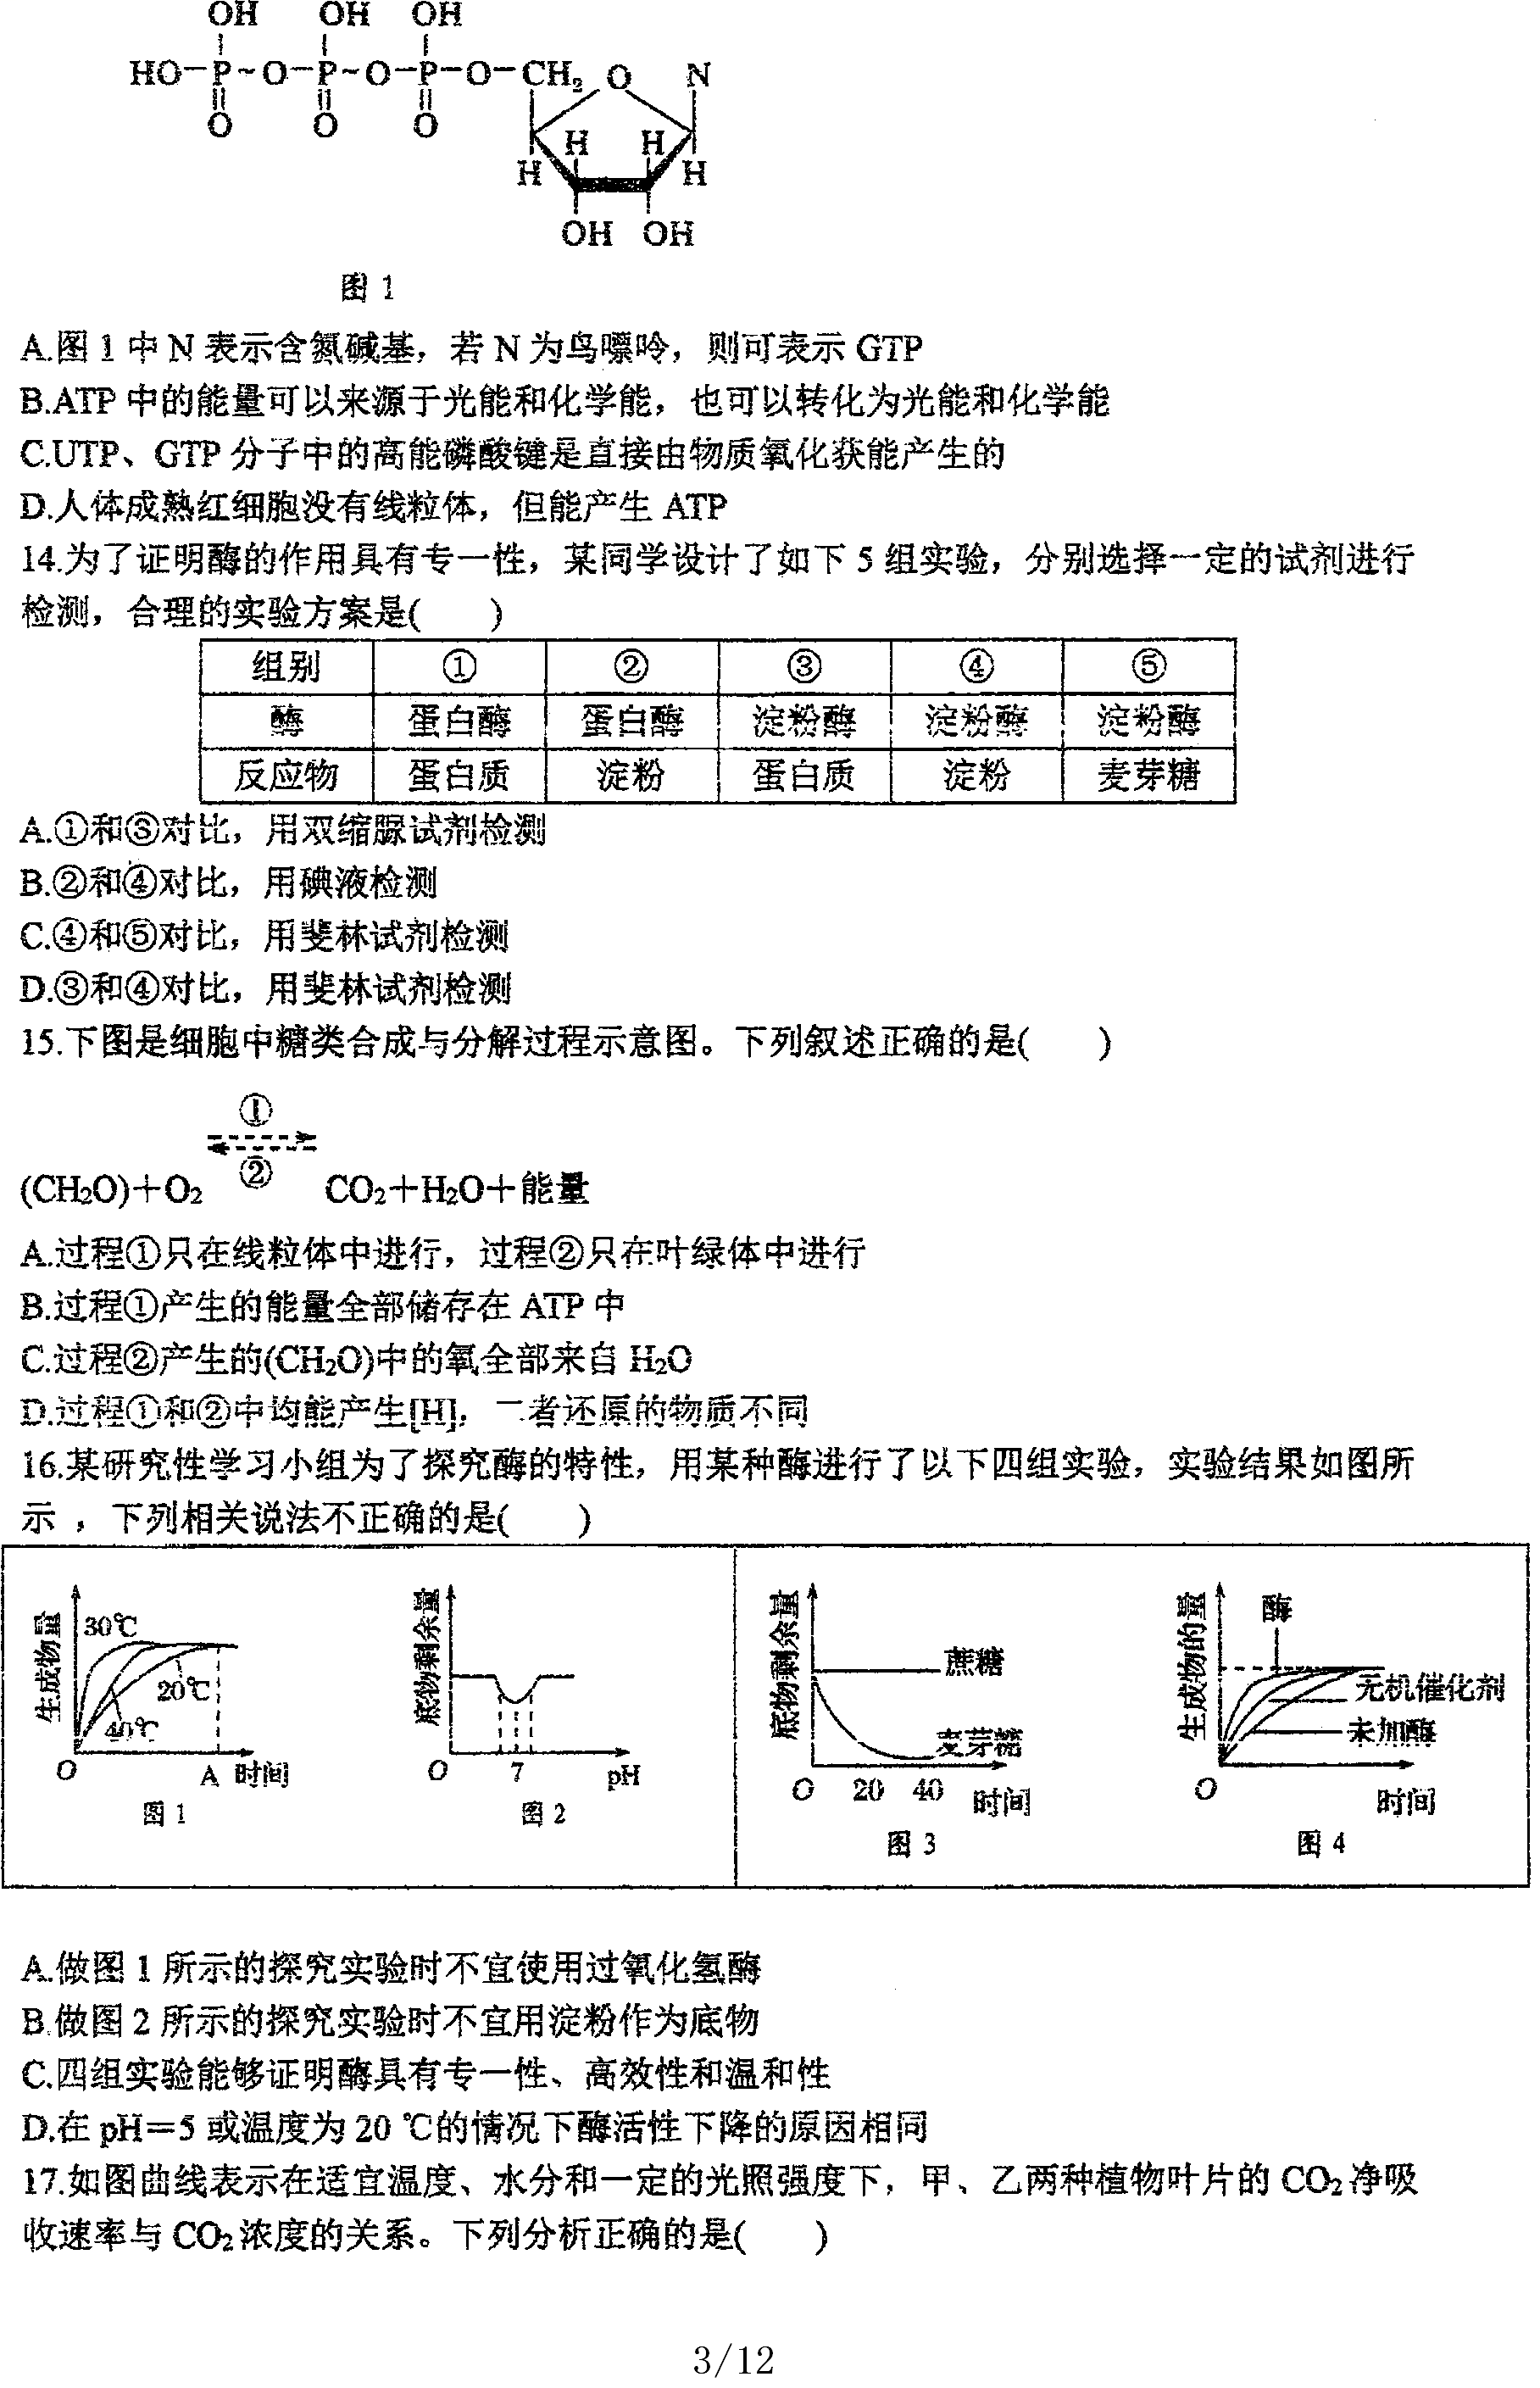 OH OH OH
HO-P~O-P~O-P-O-CH₂ O N
O O O
H H
H H
OH OH
图 1
A.图 1 中 N 表示含氮碱基，若 N 为鸟嘌呤，则可表示 GTP
B.ATP 中的能量可以来源于光能和化学能，也可以转化为光能和化学能
C.UTP、GTP 分子中的高能磷酸键是直接由物质氧化获能产生的
D.人体成熟红细胞没有线粒体，但能产生 ATP
14.为了证明酶的作用具有专一性，某同学设计了如下 5 组实验，分别选择一定的试剂进行
检测，合理的实验方案是( )
组别 ① ② ③ ④ ⑤
酶 蛋白酶 蛋白酶 淀粉酶 淀粉酶 淀粉酶
反应物 蛋白质 淀粉 蛋白质 淀粉 麦芽糖
A.①和③对比，用双缩脲试剂检测
B.②和④对比，用碘液检测
C.④和⑤对比，用斐林试剂检测
D.③和④对比，用斐林试剂检测
15.下图是细胞中糖类合成与分解过程示意图。下列叙述正确的是( )
①
②
(CH₂O)+O₂ CO₂+H₂O+能量
A.过程①只在线粒体中进行，过程②只在叶绿体中进行
B.过程①产生的能量全部储存在 ATP 中
C.过程②产生的(CH₂O)中的氧全部来自 H₂O
D.过程①和②中均能产生[H]，二者还原的物质不同
16.某研究性学习小组为了探究酶的特性，用某种酶进行了以下四组实验，实验结果如图所
示 ，下列相关说法不正确的是( )
生成物量 30℃ 20℃ 40℃ O A 时间
图 1
底物剩余量 O 7 pH
图 2
底物剩余量 蔗糖 麦芽糖 O 20 40 时间
图 3
生成物的量 酶 无机催化剂 未加酶 O 时间
图 4
A.做图 1 所示的探究实验时不宜使用过氧化氢酶
B.做图 2 所示的探究实验时不宜用淀粉作为底物
C.四组实验能够证明酶具有专一性、高效性和温和性
D.在 pH=5 或温度为 20 ℃的情况下酶活性下降的原因相同
17.如图曲线表示在适宜温度、水分和一定的光照强度下，甲、乙两种植物叶片的 CO₂净吸
收速率与 CO₂浓度的关系。下列分析正确的是( )
3/12